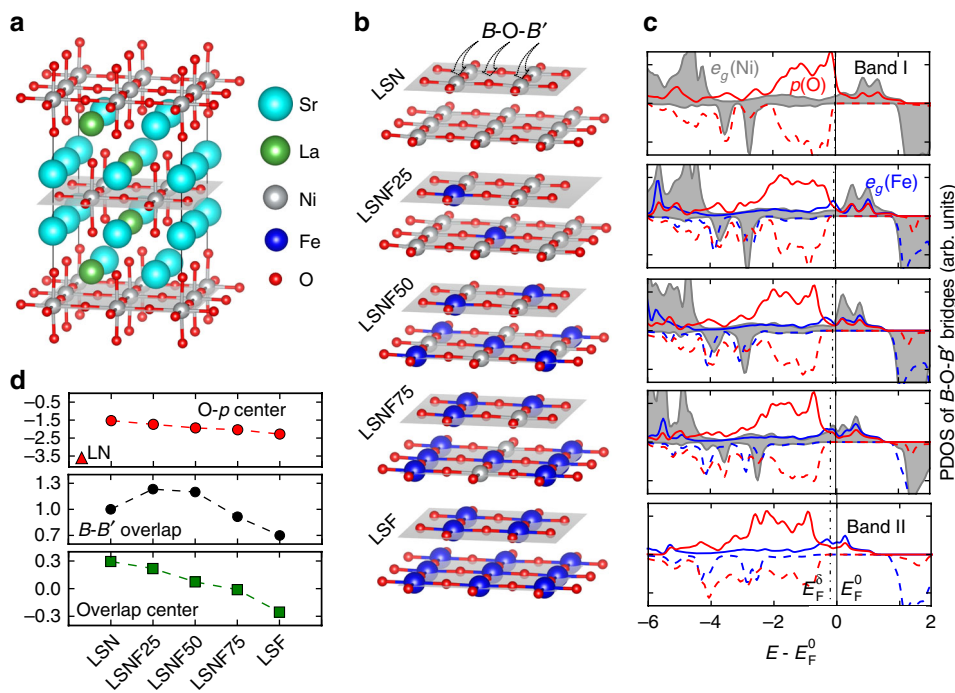 a
Sr
La
Ni
Fe
O
b
B-O-B′
LSN
LSNF25
LSNF50
LSNF75
LSF
c
e_g(Ni)
p(O)
Band I
e_g(Fe)
Band II
E_F^δ
E_F^0
−6
−4
−2
0
2
E - E_F^0
PDOS of B-O-B′ bridges (arb. units)
d
−0.5
−1.5
−2.5
−3.5
O-p center
LN
1.3
1.0
0.7
B-B′ overlap
0.3
0.0
−0.3
Overlap center
LSN
LSNF25
LSNF50
LSNF75
LSF